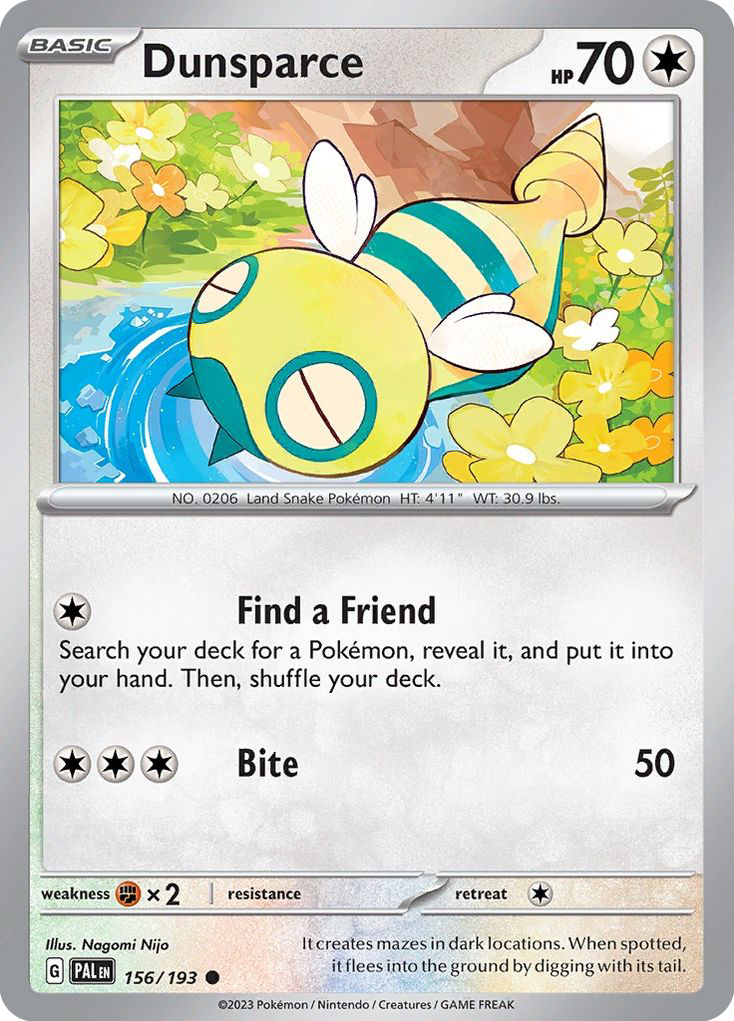 BASIC
Dunsparce
HP 70
NO. 0206 Land Snake Pokémon HT: 4'11" WT: 30.9 lbs.
Find a Friend
Search your deck for a Pokémon, reveal it, and put it into
your hand. Then, shuffle your deck.
Bite 50
weakness ×2 resistance retreat
Illus. Nagomi Nijo
It creates mazes in dark locations. When spotted,
it flees into the ground by digging with its tail.
G PAL EN 156/193
©2023 Pokémon / Nintendo / Creatures / GAME FREAK